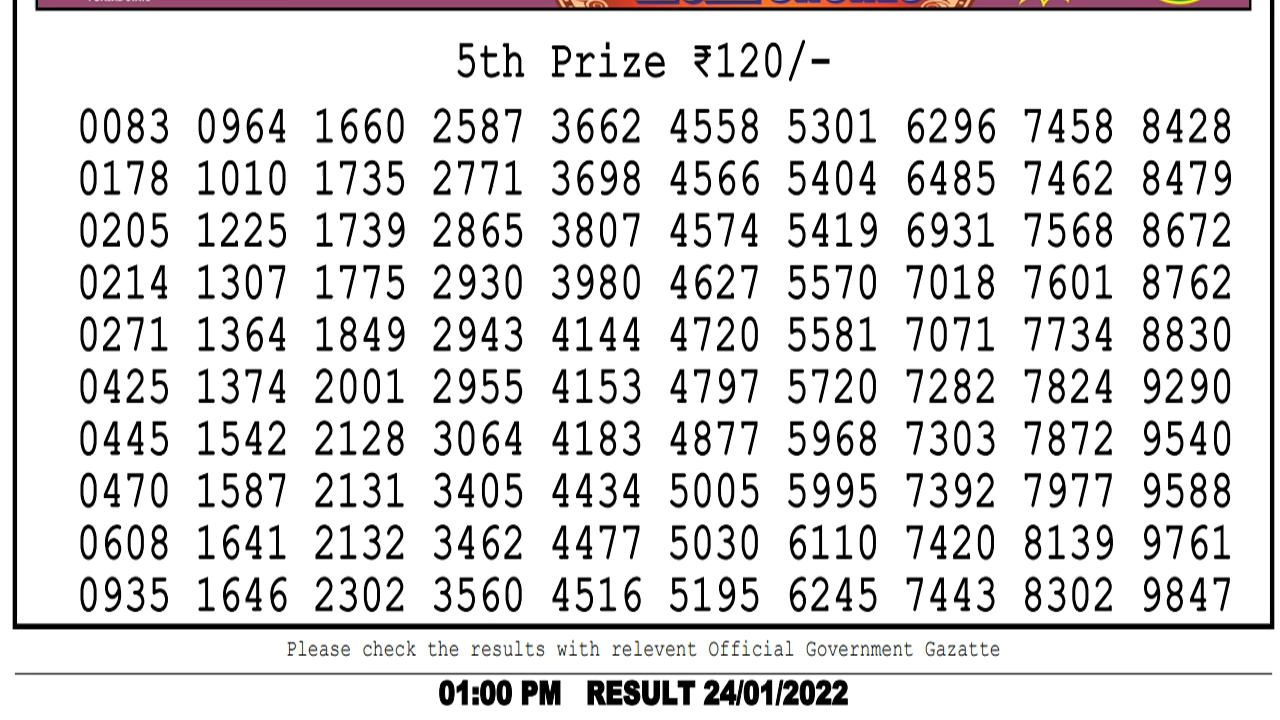 5th Prize ₹120/-
0083 0964 1660 2587 3662 4558 5301 6296 7458 8428
0178 1010 1735 2771 3698 4566 5404 6485 7462 8479
0205 1225 1739 2865 3807 4574 5419 6931 7568 8672
0214 1307 1775 2930 3980 4627 5570 7018 7601 8762
0271 1364 1849 2943 4144 4720 5581 7071 7734 8830
0425 1374 2001 2955 4153 4797 5720 7282 7824 9290
0445 1542 2128 3064 4183 4877 5968 7303 7872 9540
0470 1587 2131 3405 4434 5005 5995 7392 7977 9588
0608 1641 2132 3462 4477 5030 6110 7420 8139 9761
0935 1646 2302 3560 4516 5195 6245 7443 8302 9847
Please check the results with relevent Official Government Gazatte
01:00 PM RESULT 24/01/2022